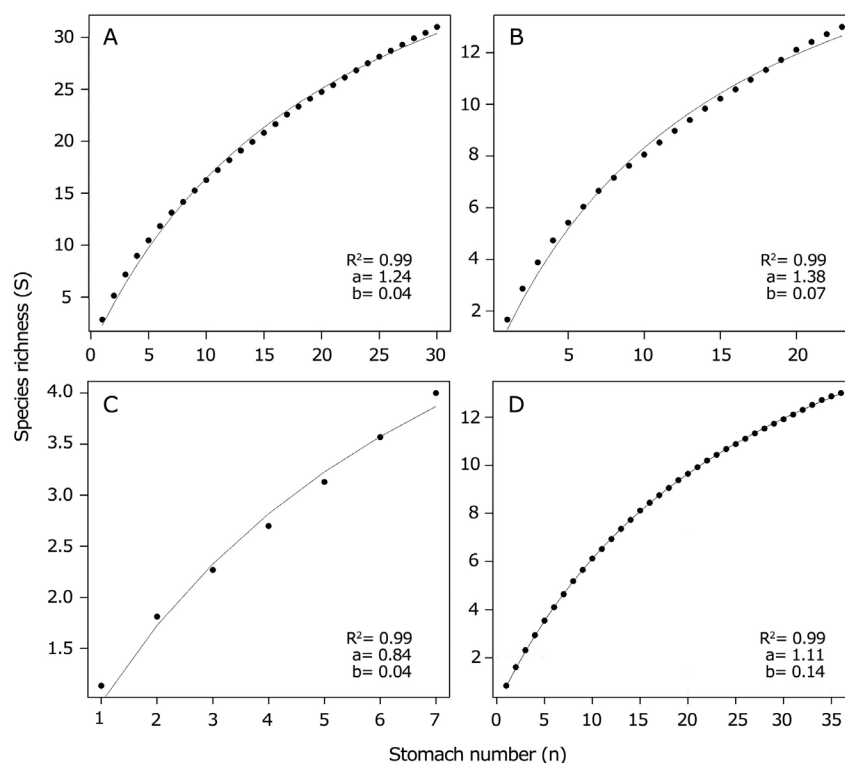 A
30
25
20
15
10
5
R²= 0.99
a= 1.24
b= 0.04
0 5 10 15 20 25 30
B
12
10
8
6
4
2
R²= 0.99
a= 1.38
b= 0.07
5 10 15 20
Species richness (S)
C
4.0
3.5
3.0
2.5
2.0
1.5
R²= 0.99
a= 0.84
b= 0.04
1 2 3 4 5 6 7
D
12
10
8
6
4
2
R²= 0.99
a= 1.11
b= 0.14
0 5 10 15 20 25 30 35
Stomach number (n)